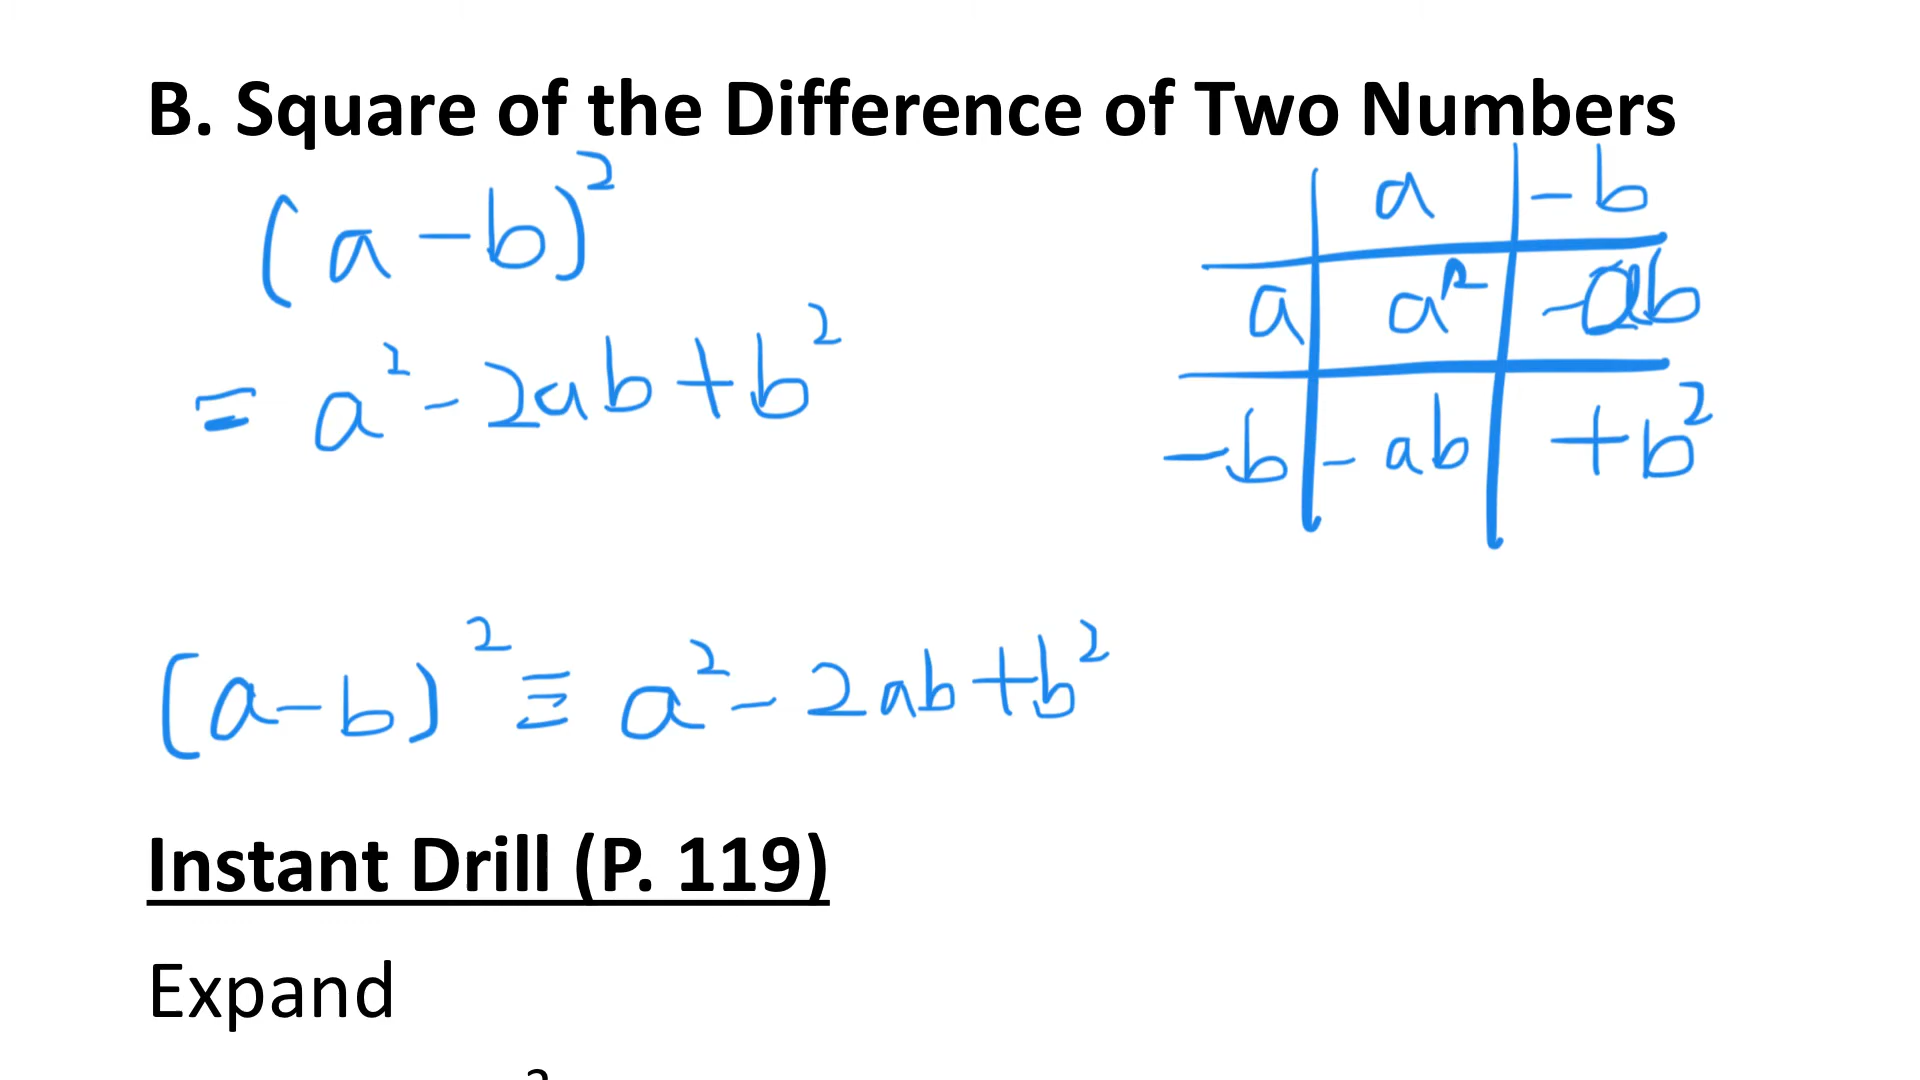 B. Square of the Difference of Two Numbers
(a-b)²
= a² - 2ab + b²
a | -b
a | a² | -ab
-b | -ab | +b²
(a-b)² ≡ a² - 2ab + b²
Instant Drill (P. 119)
Expand